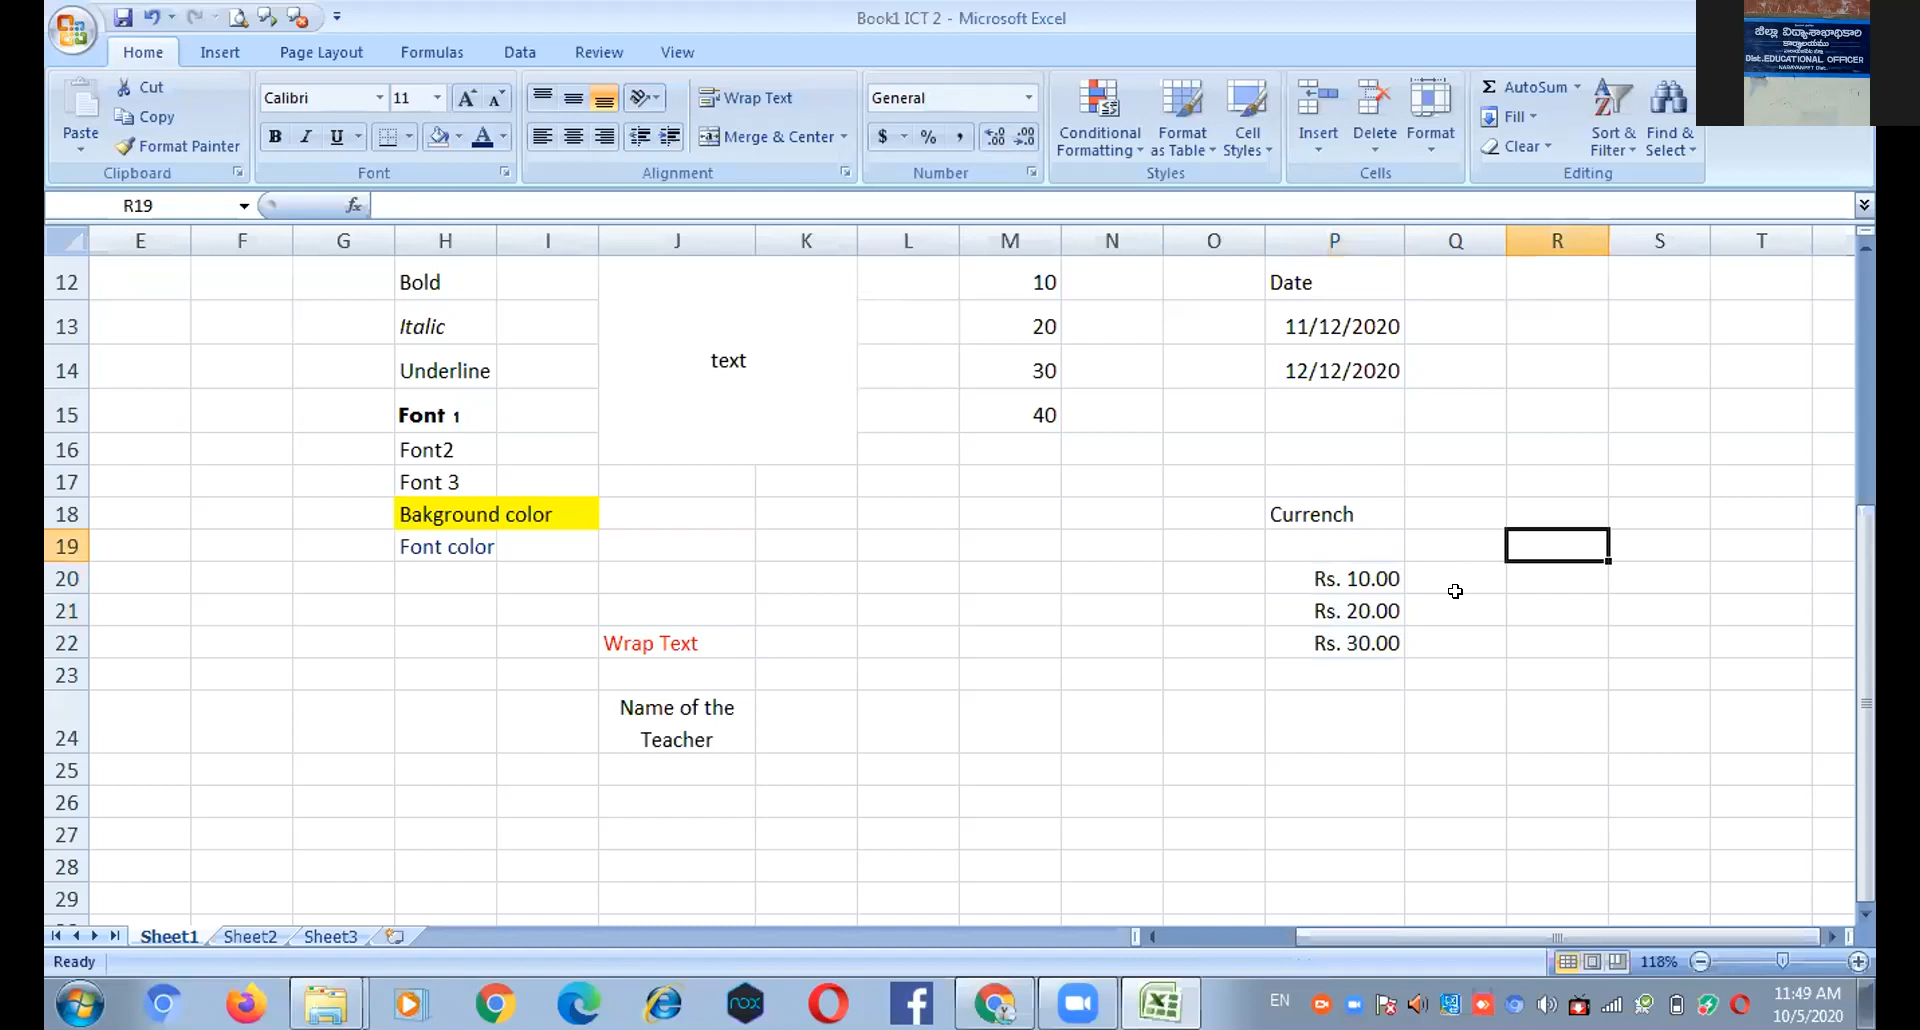 Book1 ICT 2 - Microsoft Excel
Home Insert Page Layout Formulas Data Review View
Paste
Cut
Copy
Format Painter
Clipboard
Calibri 11
B I U
Font
Wrap Text
Merge & Center
Alignment
General
$ % ,
Number
Conditional Formatting
Format as Table
Cell Styles
Styles
Insert Delete Format
Cells
AutoSum
Fill
Clear
Sort & Filter
Find & Select
Editing
Dist.EDUCATIONAL OFFICER
NARAYANPET Dist.
R19 fx
E F G H I J K L M N O P Q R S T
12 Bold 10 Date
13 Italic 20 11/12/2020
text
14 Underline 30 12/12/2020
15 Font 1 40
16 Font2
17 Font 3
18 Bakground color Currench
19 Font color
20 Rs. 10.00
21 Rs. 20.00
22 Wrap Text Rs. 30.00
23
Name of the
24 Teacher
25
26
27
28
29
Sheet1 Sheet2 Sheet3
Ready 118%
nox
EN
11:49 AM
10/5/2020